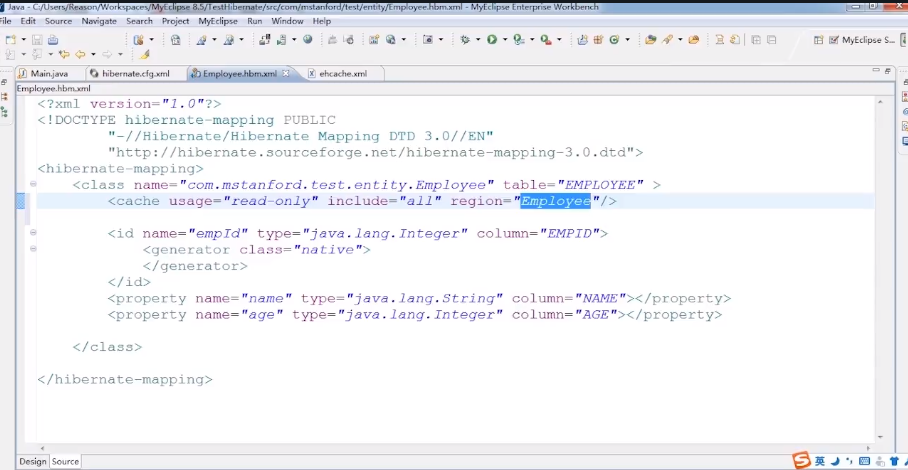 Java - C:/Users/Reason/Workspaces/MyEclipse 8.5/TestHibernate/src/com/mstanford/test/entity/Employee.hbm.xml - MyEclipse Enterprise Workbench
File Edit Source Navigate Search Project MyEclipse Run Window Help
MyEclipse S...
Main.java hibernate.cfg.xml Employee.hbm.xml ehcache.xml
Employee.hbm.xml
<?xml version="1.0"?>
<!DOCTYPE hibernate-mapping PUBLIC
"-//Hibernate/Hibernate Mapping DTD 3.0//EN"
"http://hibernate.sourceforge.net/hibernate-mapping-3.0.dtd">
<hibernate-mapping>
<class name="com.mstanford.test.entity.Employee" table="EMPLOYEE" >
<cache usage="read-only" include="all" region="Employee"/>
<id name="empId" type="java.lang.Integer" column="EMPID">
<generator class="native">
</generator>
</id>
<property name="name" type="java.lang.String" column="NAME"></property>
<property name="age" type="java.lang.Integer" column="AGE"></property>
</class>
</hibernate-mapping>
Design Source
S 英